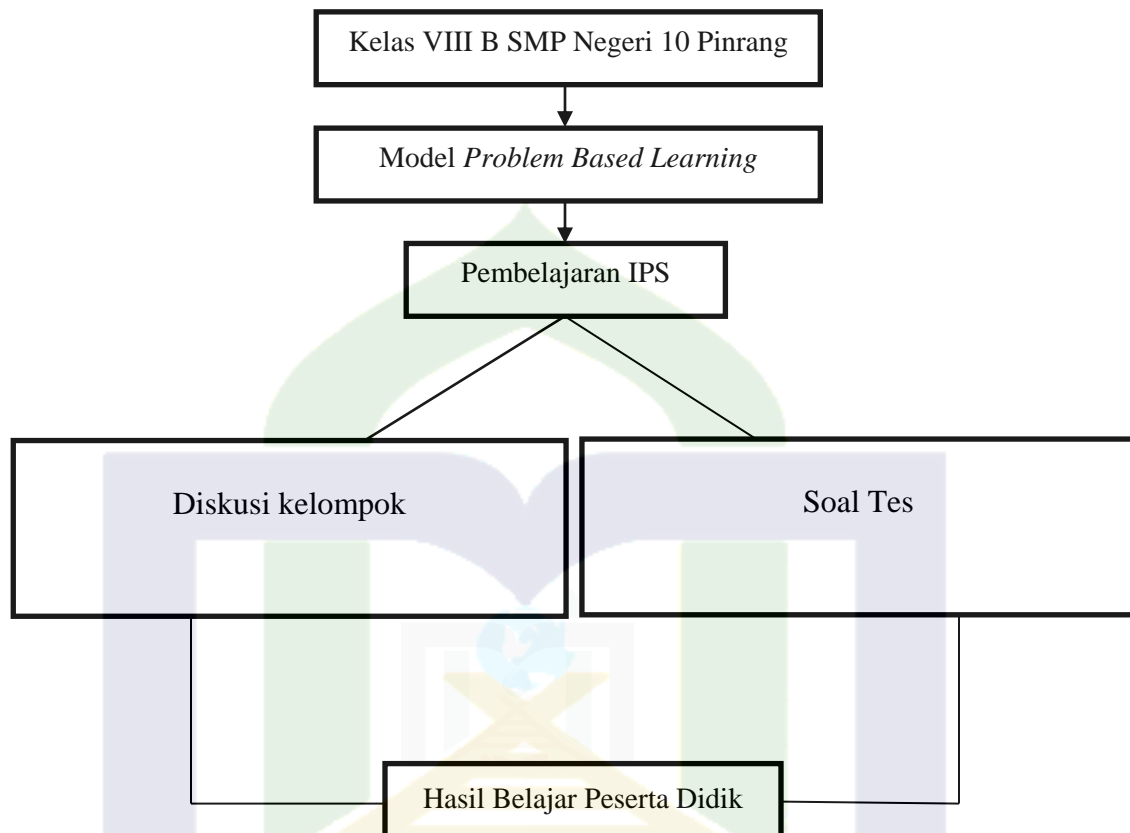 Kelas VIII B SMP Negeri 10 Pinrang
Model Problem Based Learning
Pembelajaran IPS
Diskusi kelompok
Soal Tes
Hasil Belajar Peserta Didik